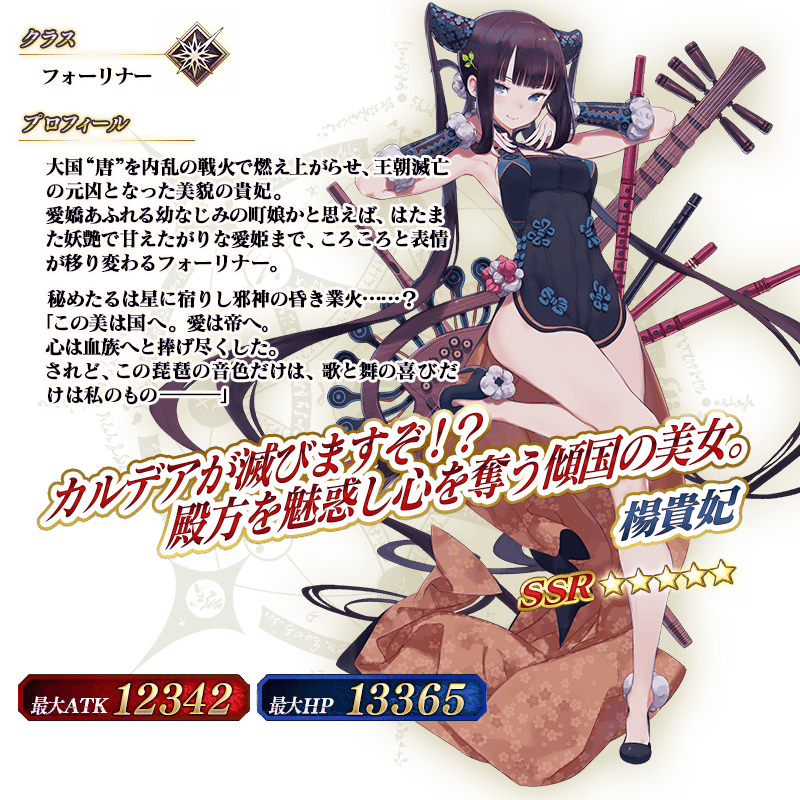 クラス
フォーリナー
プロフィール
大国“唐”を内乱の戦火で燃え上がらせ、王朝滅亡
の元凶となった美貌の貴妃。
愛嬌あふれる幼なじみの町娘かと思えば、はたま
た妖艶で甘えたがりな愛姫まで、ころころと表情
が移り変わるフォーリナー。
秘めたるは星に宿りし邪神の昏き業火……？
「この美は国へ。愛は帝へ。
心は血族へと捧げ尽くした。
されど、この琵琶の音色だけは、歌と舞の喜びだ
けは私のもの―――」
カルデアが滅びますぞ！？
殿方を魅惑し心を奪う傾国の美女。
楊貴妃
SSR ☆☆☆☆☆
最大ATK 12342
最大HP 13365